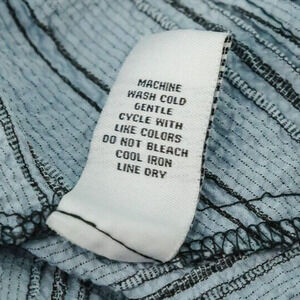 MACHINE
WASH COLD
GENTLE
CYCLE WITH
LIKE COLORS
DO NOT BLEACH
COOL IRON
LINE DRY